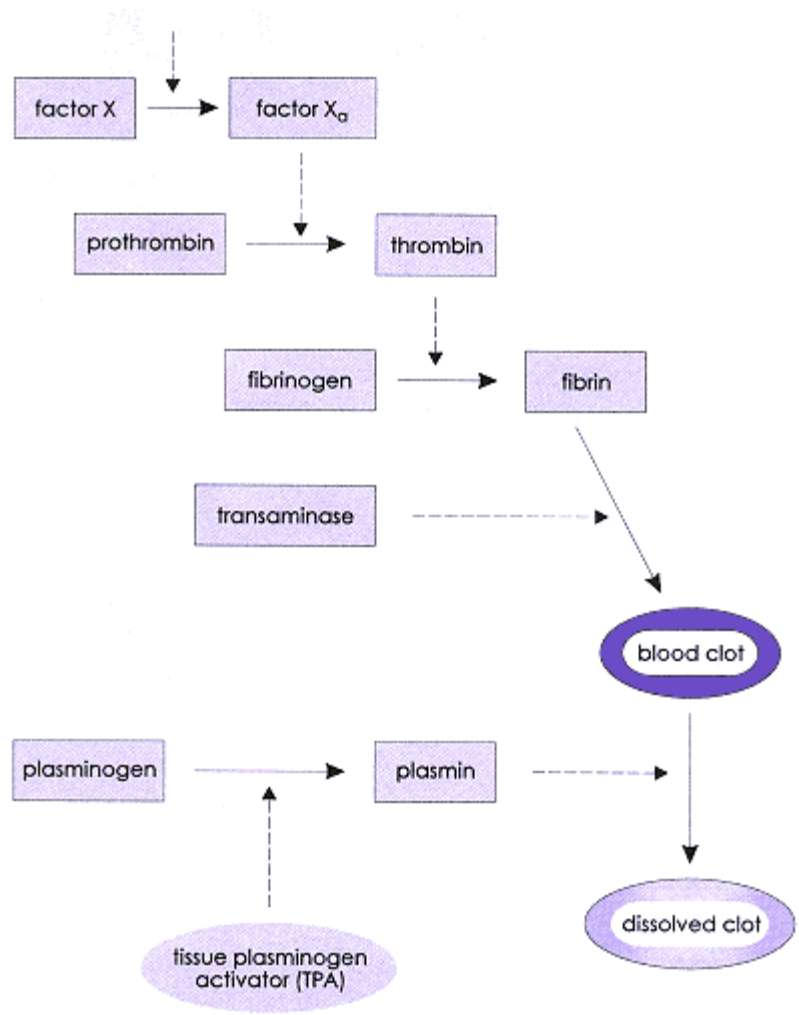 factor X
factor Xa
prothrombin
thrombin
fibrinogen
fibrin
transaminase
blood clot
plasminogen
plasmin
dissolved clot
tissue plasminogen
activator (TPA)